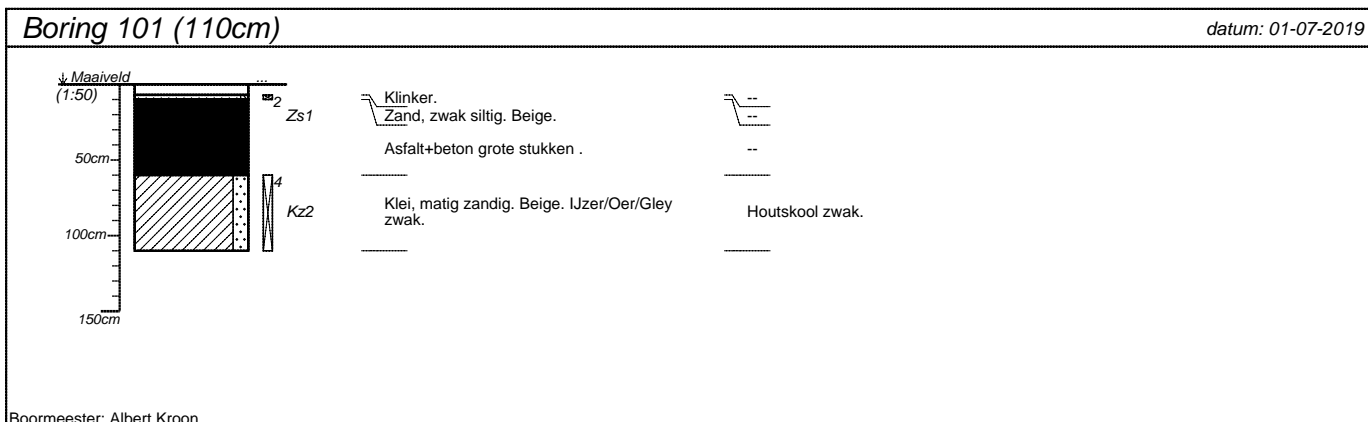 Boring 101 (110cm)
datum: 01-07-2019
Maaiveld
...
(1:50)
2
Zs1
Klinker.
--
Zand, zwak siltig. Beige.
--
Asfalt+beton grote stukken .
--
50cm
4
Kz2
Klei, matig zandig. Beige. IJzer/Oer/Gley
zwak.
Houtskool zwak.
100cm
150cm
Boormeester: Albert Kroon